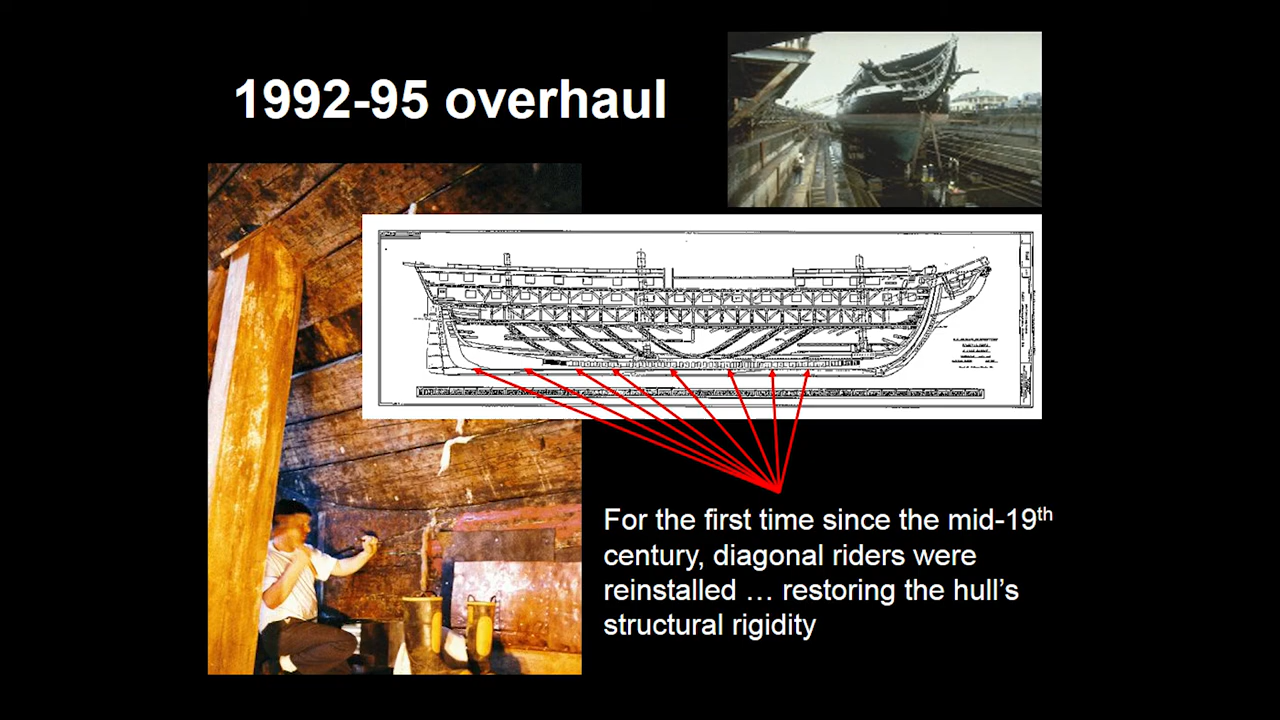 1992-95 overhaul
For the first time since the mid-19th
century, diagonal riders were
reinstalled … restoring the hull’s
structural rigidity